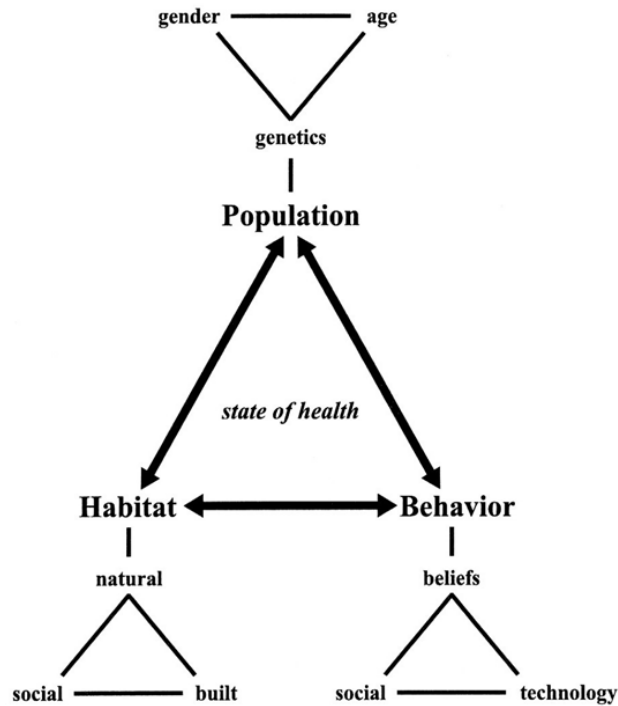 gender age
genetics
Population
state of health
Habitat Behavior
natural beliefs
social built social technology